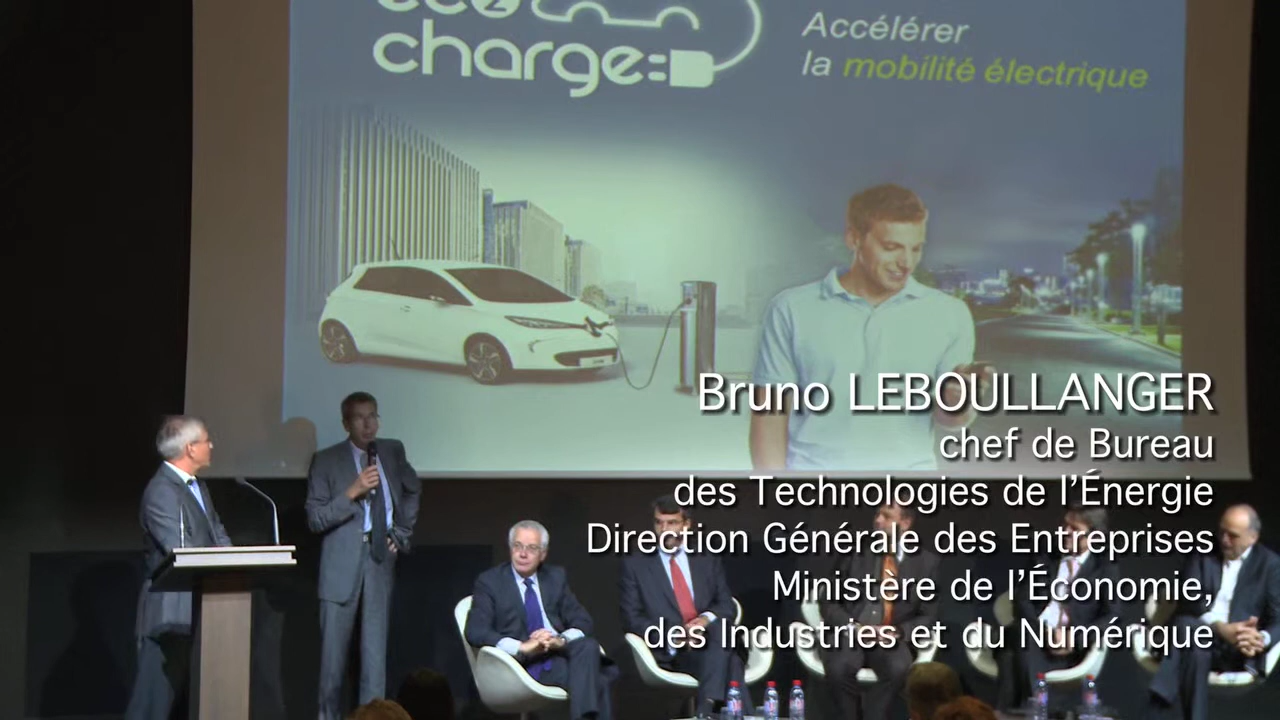 eco2
charge
Accélérer
la mobilité électrique
Bruno LEBOULLANGER
chef de Bureau
des Technologies de l'Énergie
Direction Générale des Entreprises
Ministère de l'Économie,
des Industries et du Numérique